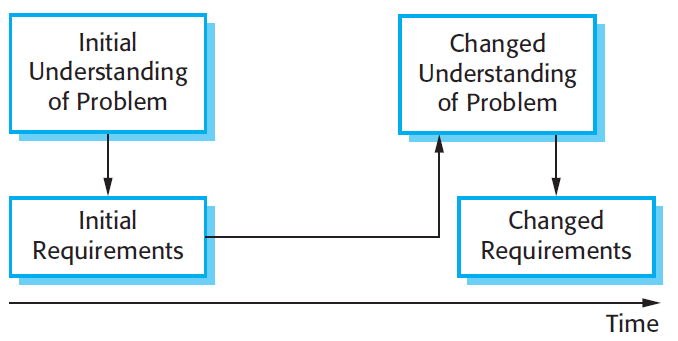 Initial
Understanding
of Problem
Changed
Understanding
of Problem
Initial
Requirements
Changed
Requirements
Time